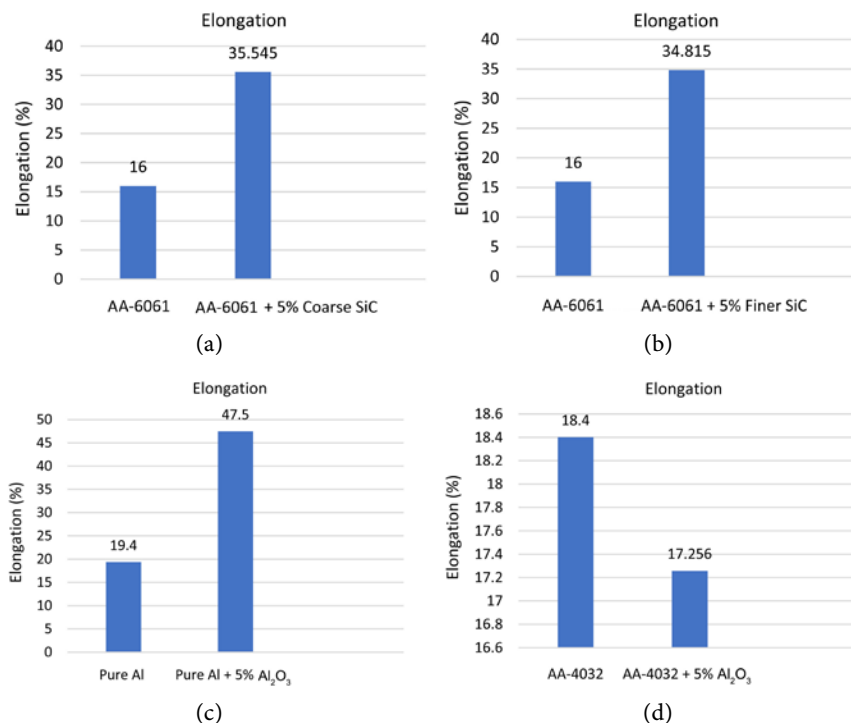 Elongation
Elongation (%)
40
35
30
25
20
15
10
5
0
16
35.545
AA-6061
AA-6061 + 5% Coarse SiC
(a)
Elongation
Elongation (%)
40
35
30
25
20
15
10
5
0
16
34.815
AA-6061
AA-6061 + 5% Finer SiC
(b)
Elongation
Elongation (%)
50
45
40
35
30
25
20
15
10
5
0
19.4
47.5
Pure Al
Pure Al + 5% Al₂O₃
(c)
Elongation
Elongation (%)
18.6
18.4
18.2
18
17.8
17.6
17.4
17.2
17
16.8
16.6
18.4
17.256
AA-4032
AA-4032 + 5% Al₂O₃
(d)